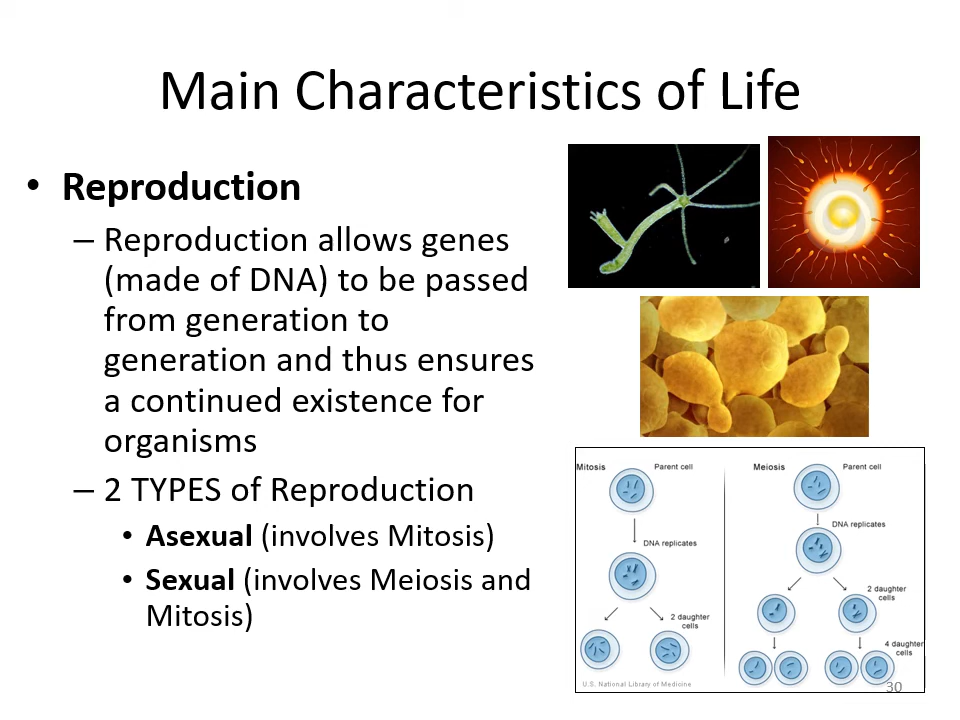 Main Characteristics of Life
• Reproduction
– Reproduction allows genes
(made of DNA) to be passed
from generation to
generation and thus ensures
a continued existence for
organisms
– 2 TYPES of Reproduction
• Asexual (involves Mitosis)
• Sexual (involves Meiosis and
Mitosis)
Mitosis
Parent cell
DNA replicates
2 daughter
cells
U.S. National Library of Medicine
Meiosis
Parent cell
DNA replicates
2 daughter
cells
4 daughter
cells
30